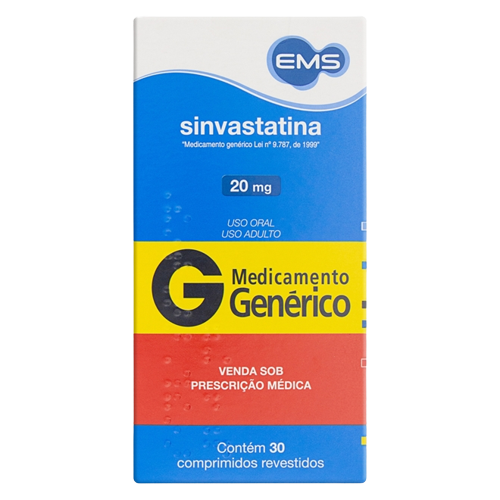 EMS
sinvastatina
"Medicamento genérico Lei nº 9.787, de 1999"
20 mg
USO ORAL
USO ADULTO
G Medicamento
Genérico
VENDA SOB
PRESCRIÇÃO MÉDICA
Contém 30
comprimidos revestidos